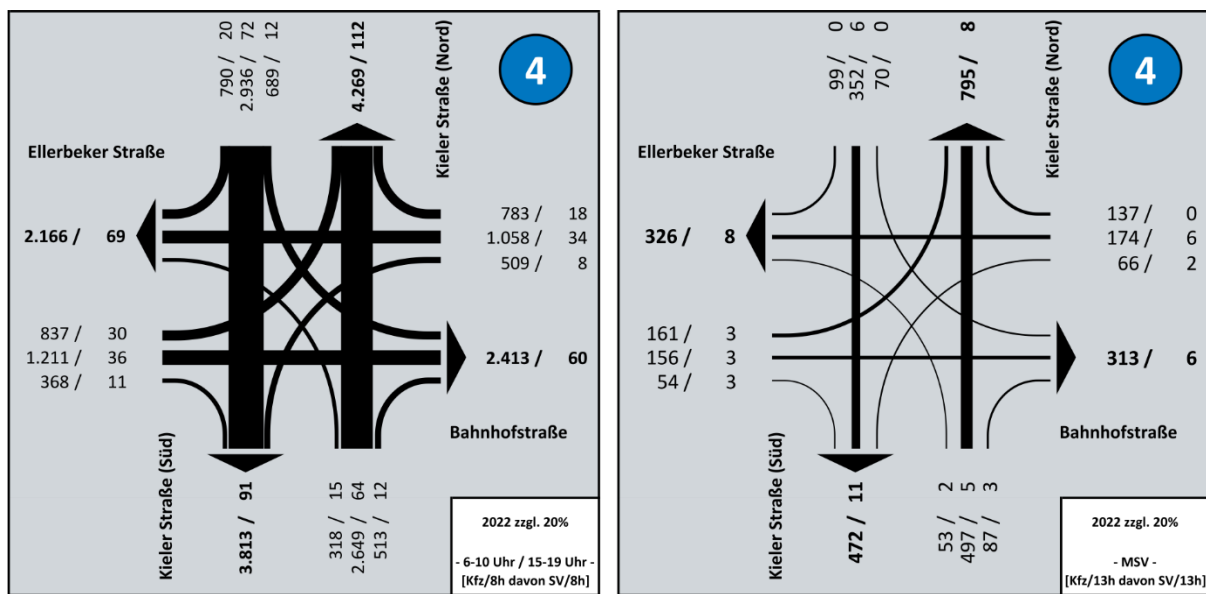 790 / 20
2.936 / 72
689 / 12
4.269 / 112
Kieler Straße (Nord)
4
Ellerbeker Straße
2.166 / 69
783 / 18
1.058 / 34
509 / 8
837 / 30
1.211 / 36
368 / 11
2.413 / 60
Bahnhofstraße
Kieler Straße (Süd)
3.813 / 91
318 / 15
2.649 / 64
513 / 12
2022 zzgl. 20%
- 6-10 Uhr / 15-19 Uhr -
[Kfz/8h davon SV/8h]
99 / 0
352 / 6
70 / 0
795 / 8
Kieler Straße (Nord)
4
Ellerbeker Straße
326 / 8
137 / 0
174 / 6
66 / 2
161 / 3
156 / 3
54 / 3
313 / 6
Bahnhofstraße
Kieler Straße (Süd)
472 / 11
53 / 2
497 / 5
87 / 3
2022 zzgl. 20%
- MSV -
[Kfz/13h davon SV/13h]